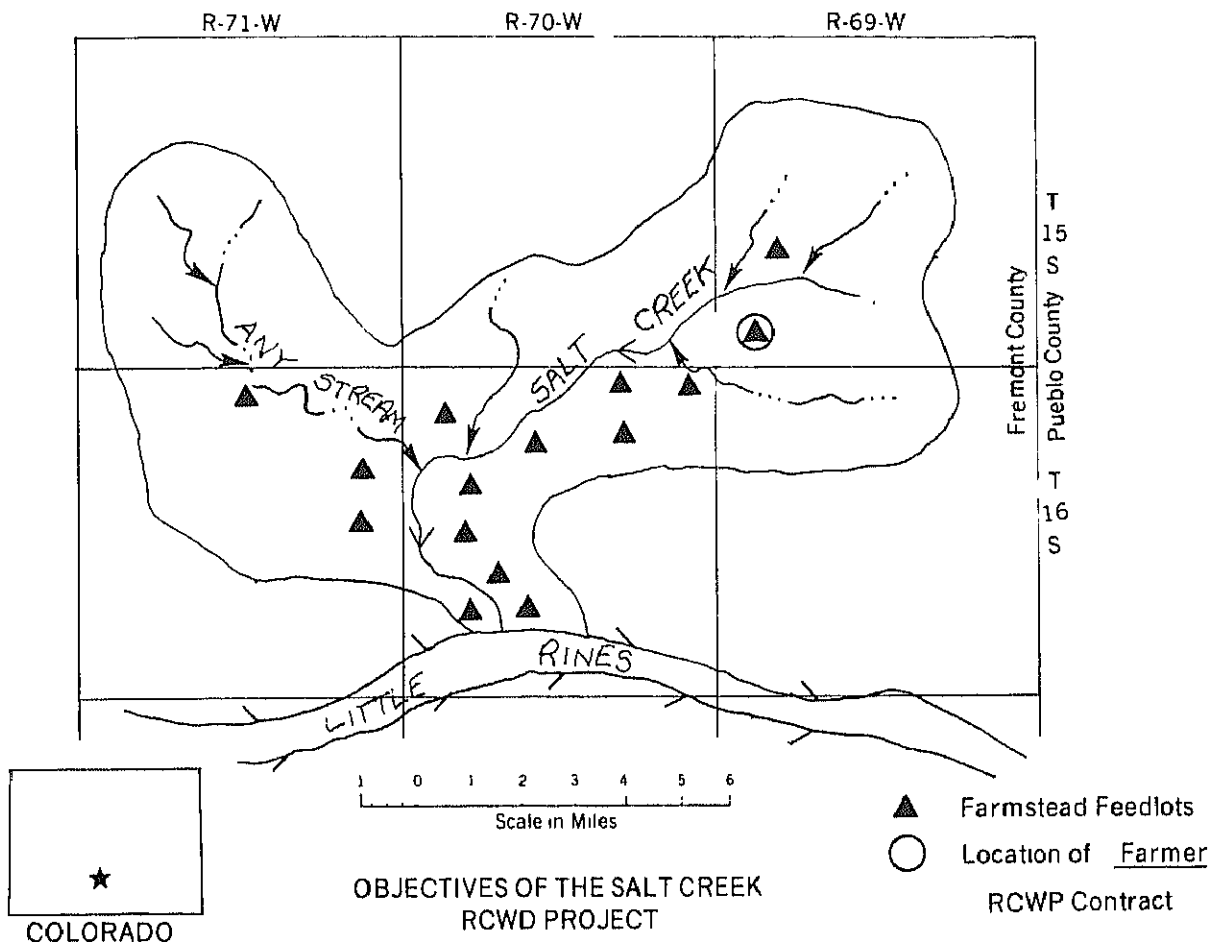 R-71-W R-70-W R-69-W
T
15
S
CREEK
SALT
ANY
STREAM
Fremont County
Pueblo County
T
16
S
RINES
LITTLE
1 0 1 2 3 4 5 6
Scale in Miles
Farmstead Feedlots
Location of Farmer
RCWP Contract
OBJECTIVES OF THE SALT CREEK
RCWD PROJECT
COLORADO